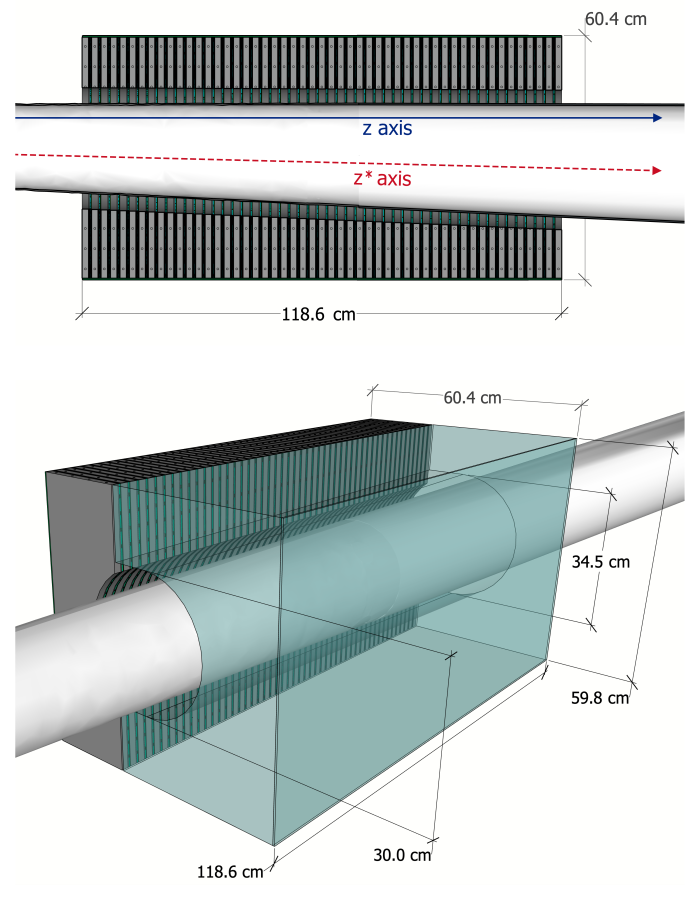 60.4 cm
z axis
z* axis
118.6 cm
60.4 cm
34.5 cm
59.8 cm
30.0 cm
118.6 cm